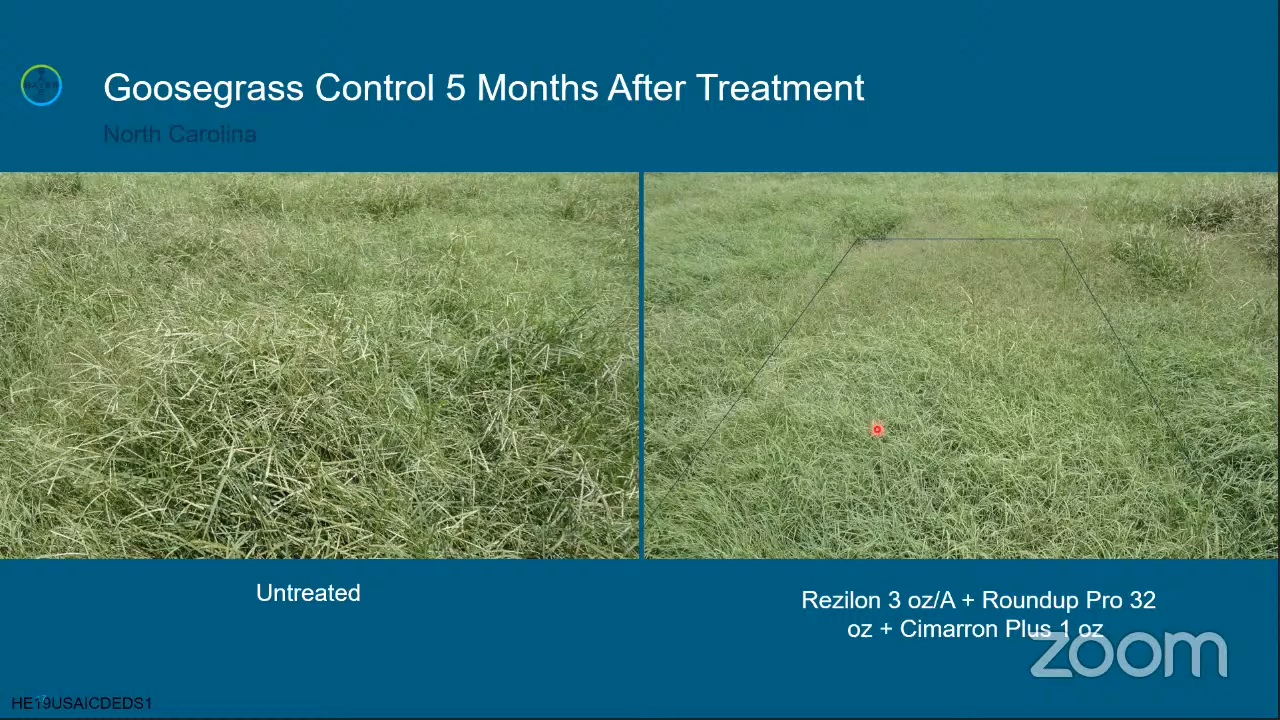 Goosegrass Control 5 Months After Treatment
North Carolina
Untreated
Rezilon 3 oz/A + Roundup Pro 32
oz + Cimarron Plus 1 oz
zoom